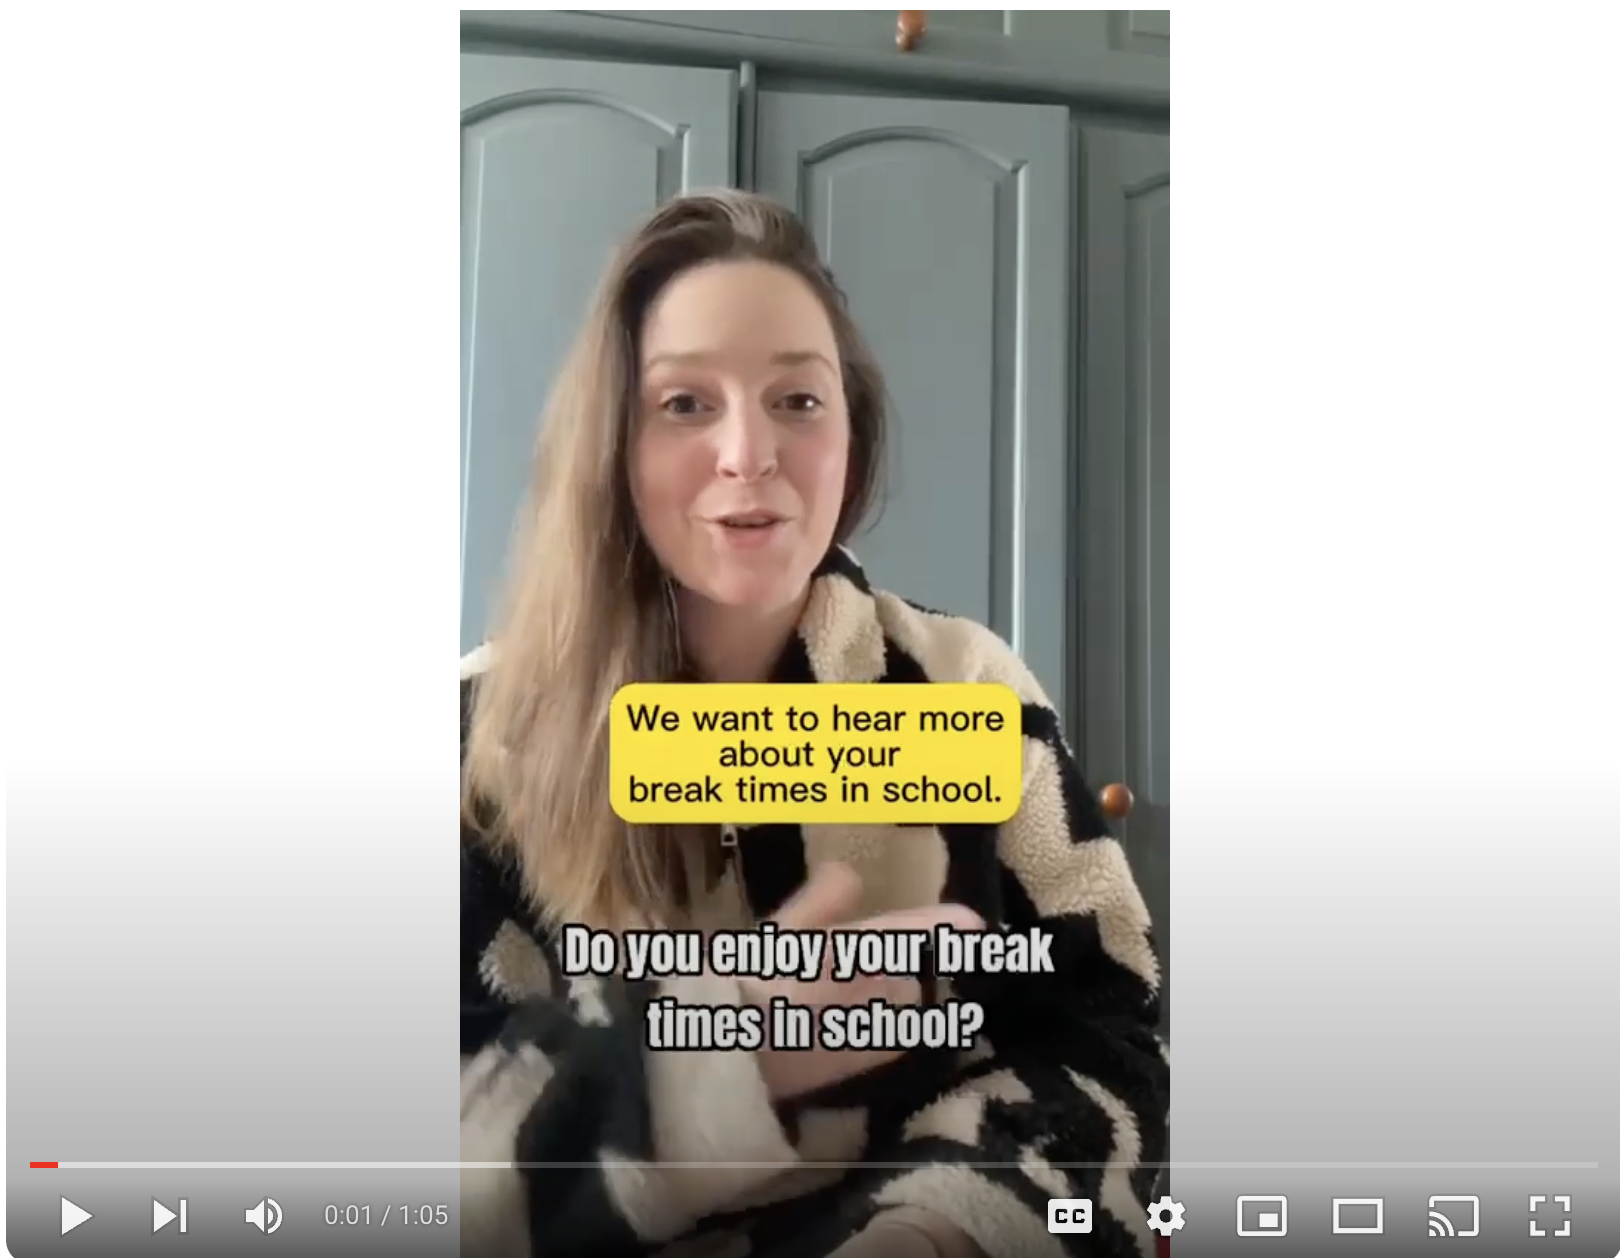 We want to hear more
about your
break times in school.
Do you enjoy your break
times in school?
0:01 / 1:05
CC